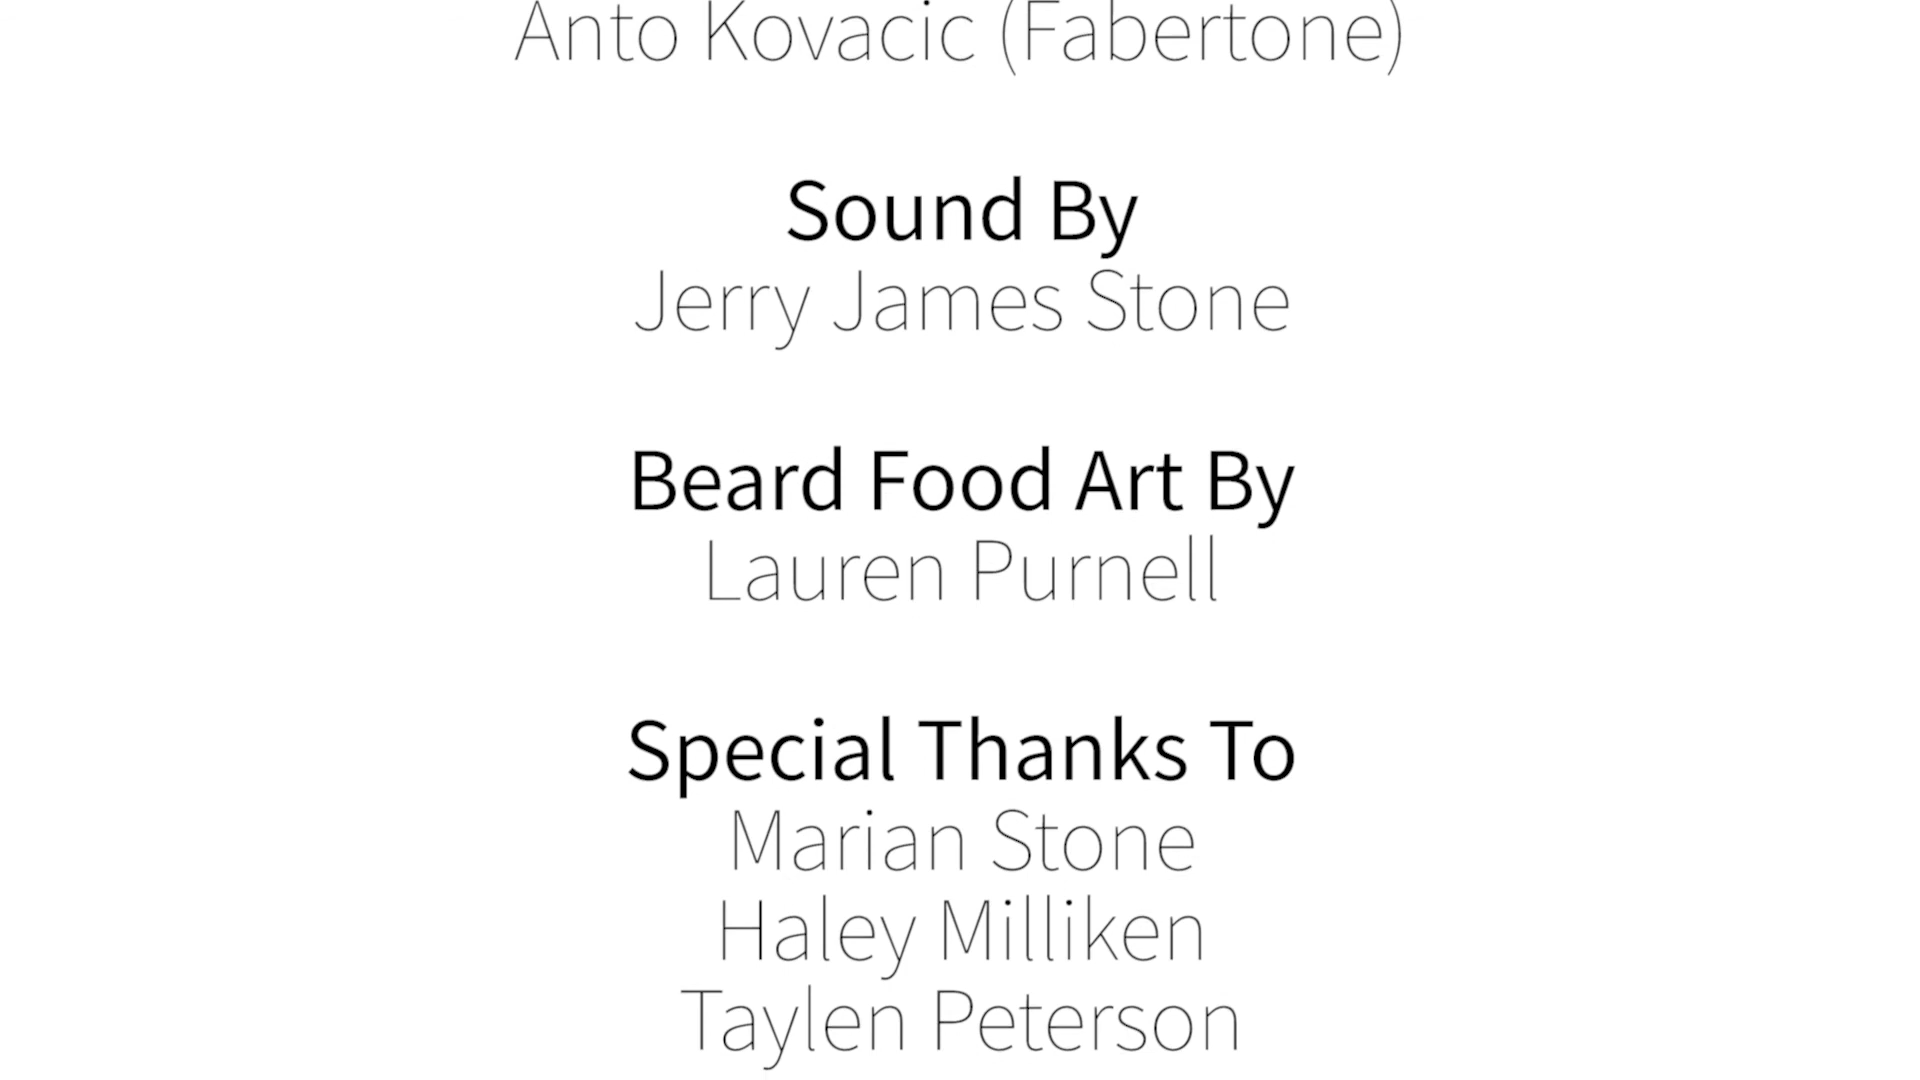 Anto Kovacic (Fabertone)
Sound By
Jerry James Stone
Beard Food Art By
Lauren Purnell
Special Thanks To
Marian Stone
Haley Milliken
Taylen Peterson